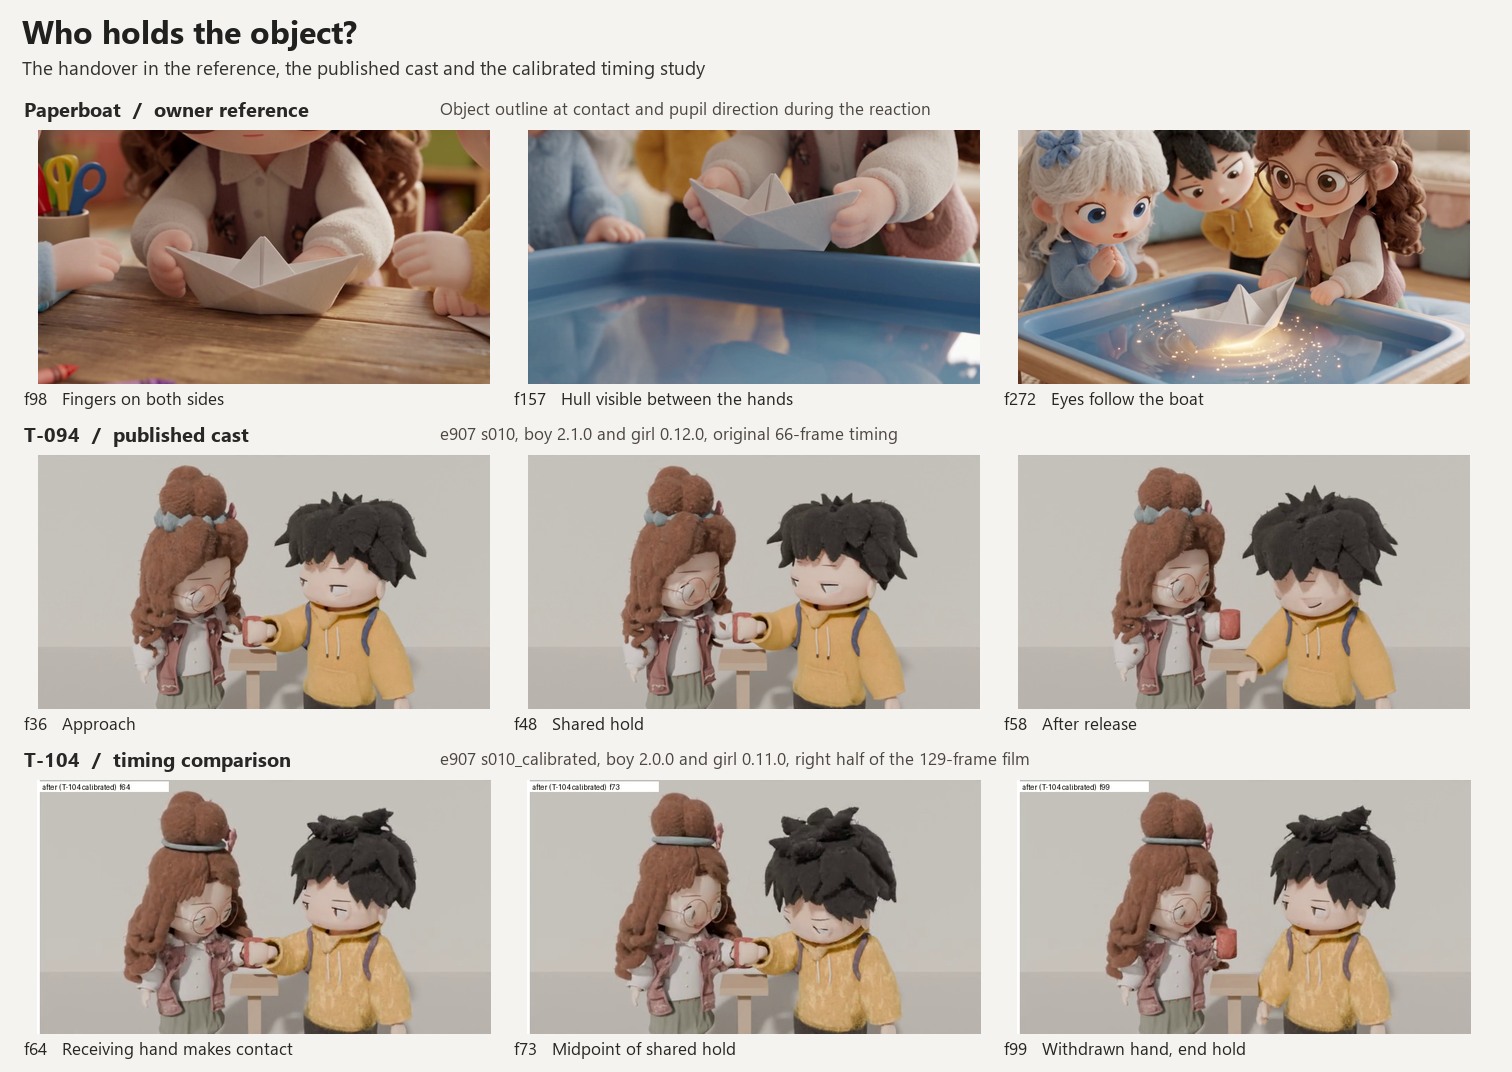 Who holds the object?
The handover in the reference, the published cast and the calibrated timing study
Paperboat / owner reference
Object outline at contact and pupil direction during the reaction
f98 Fingers on both sides
f157 Hull visible between the hands
f272 Eyes follow the boat
T-094 / published cast
e907 s010, boy 2.1.0 and girl 0.12.0, original 66-frame timing
f36 Approach
f48 Shared hold
f58 After release
T-104 / timing comparison
e907 s010_calibrated, boy 2.0.0 and girl 0.11.0, right half of the 129-frame film
after (T-104 calibrated) f64
after (T-104 calibrated) f73
after (T-104 calibrated) f99
f64 Receiving hand makes contact
f73 Midpoint of shared hold
f99 Withdrawn hand, end hold